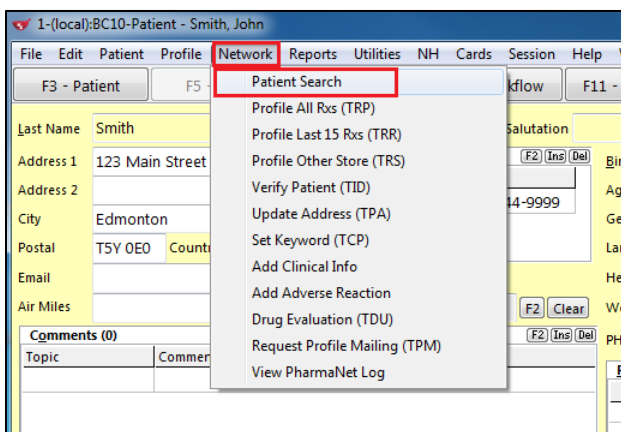 1-(local):BC10-Patient - Smith, John
File Edit Patient Profile Network Reports Utilities NH Cards Session Help
F3 - Patient F5 - kflow F11 -
Patient Search
Profile All Rxs (TRP)
Profile Last 15 Rxs (TRR)
Profile Other Store (TRS)
Verify Patient (TID)
Update Address (TPA)
Set Keyword (TCP)
Add Clinical Info
Add Adverse Reaction
Drug Evaluation (TDU)
Request Profile Mailing (TPM)
View PharmaNet Log
Last Name Smith Salutation
Address 1 123 Main Street F2 Ins Del
Address 2 44-9999
City Edmonton
Postal T5Y 0E0
Email
Air Miles F2 Clear
Comments (0) F2 Ins Del
Topic